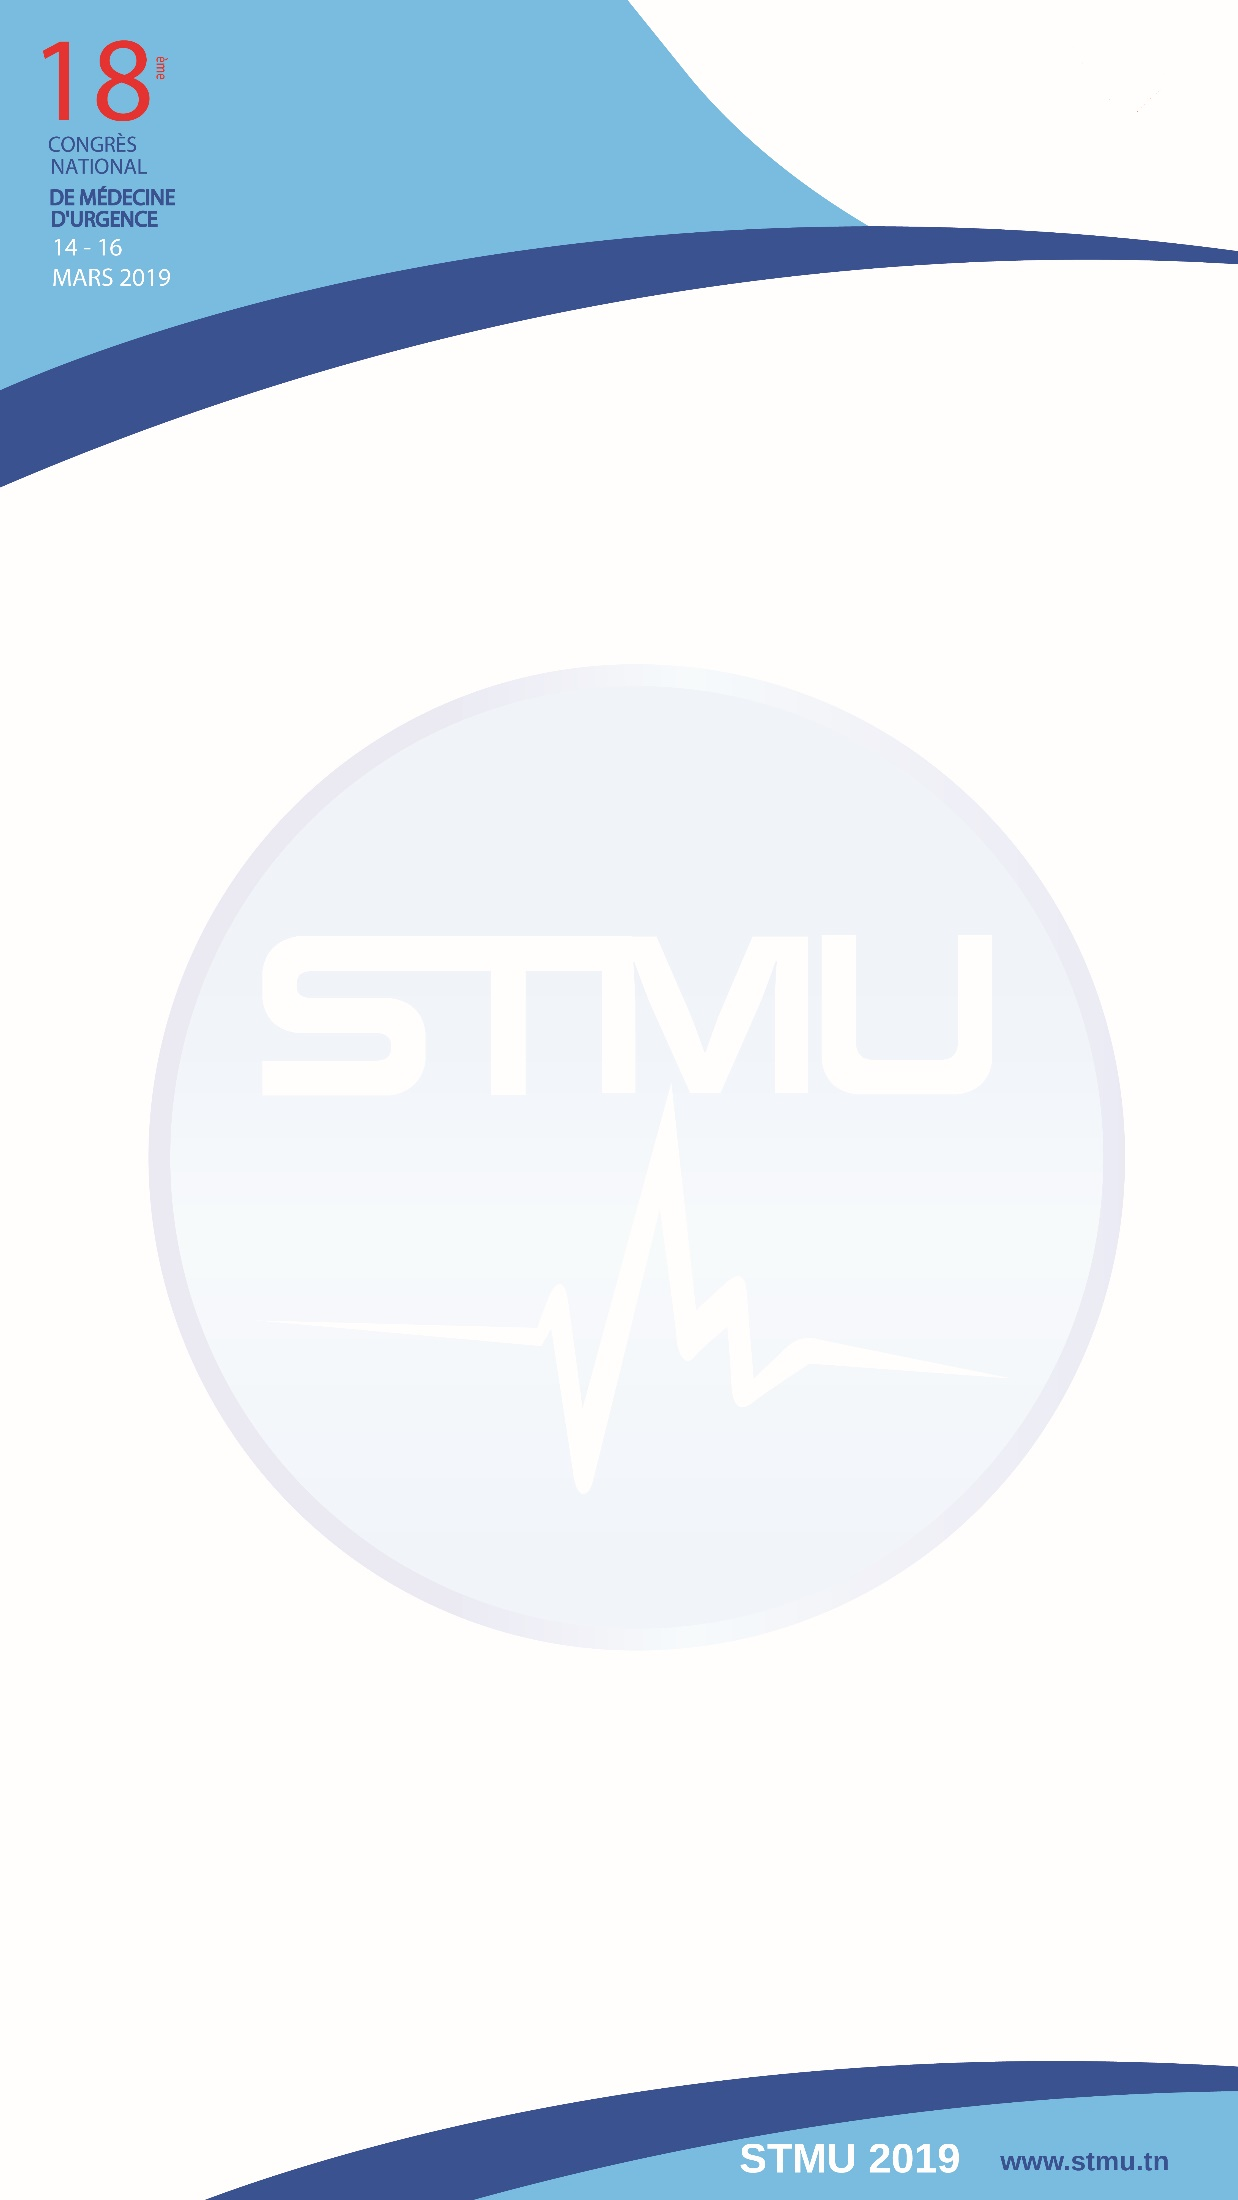 18ème
CONGRÈS
NATIONAL
DE MÉDECINE
D'URGENCE
14 - 16
MARS 2019
STMU
STMU 2019 www.stmu.tn